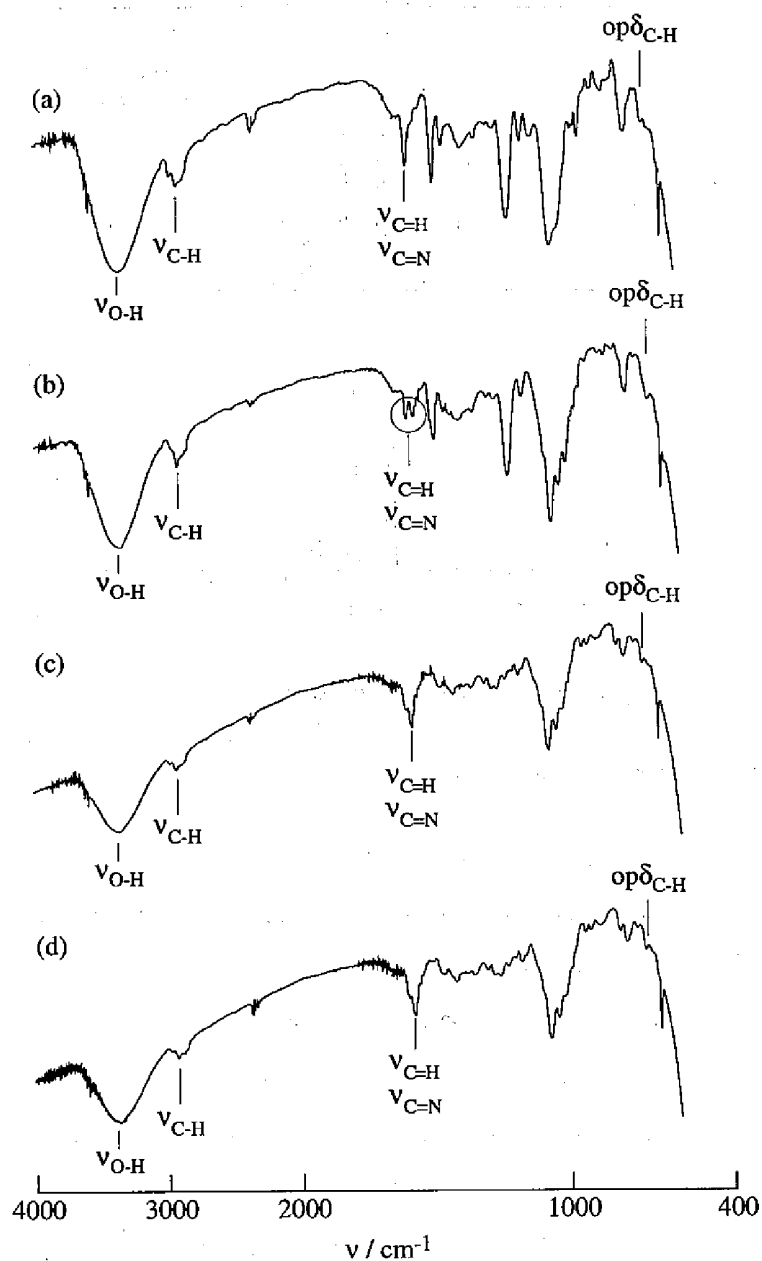 opδC-H
(a)
νC-H
νC=H
νC=N
νO-H
opδC-H
(b)
νC-H
νC=H
νC=N
νO-H
opδC-H
(c)
νC-H
νC=H
νC=N
νO-H
opδC-H
(d)
νC-H
νC=H
νC=N
νO-H
4000 3000 2000 1000 400
ν / cm-1